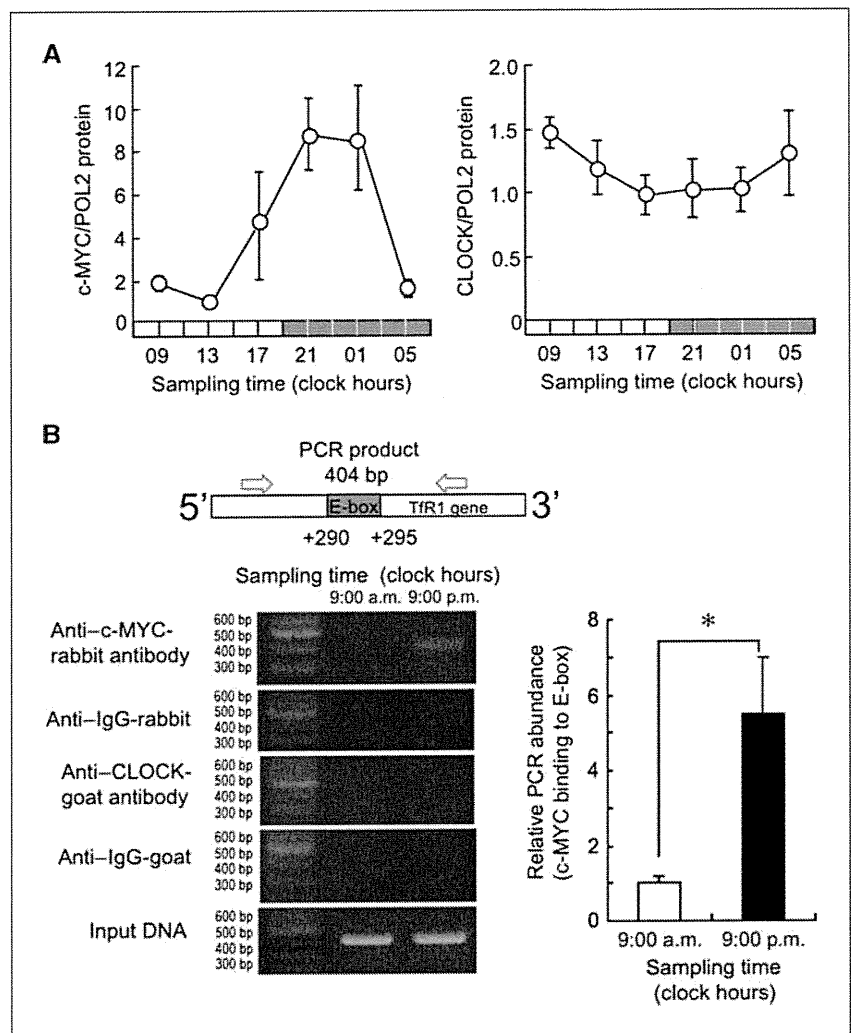 A
c-MYC/POL2 protein
12
10
8
6
4
2
0
09 13 17 21 01 05
Sampling time (clock hours)
CLOCK/POL2 protein
2.0
1.5
1.0
0.5
0
09 13 17 21 01 05
Sampling time (clock hours)
B
PCR product
404 bp
5’ E-box TfR1 gene 3’
+290 +295
Sampling time (clock hours)
9:00 a.m. 9:00 p.m.
Anti–c-MYC-
rabbit antibody
600 bp
500 bp
400 bp
300 bp
Anti–IgG-rabbit
600 bp
500 bp
400 bp
300 bp
Anti–CLOCK-
goat antibody
600 bp
500 bp
400 bp
300 bp
Anti–IgG-goat
600 bp
500 bp
400 bp
300 bp
Input DNA
600 bp
500 bp
400 bp
300 bp
Relative PCR abundance
(c-MYC binding to E-box)
8
6
4
2
0
*
9:00 a.m. 9:00 p.m.
Sampling time
(clock hours)